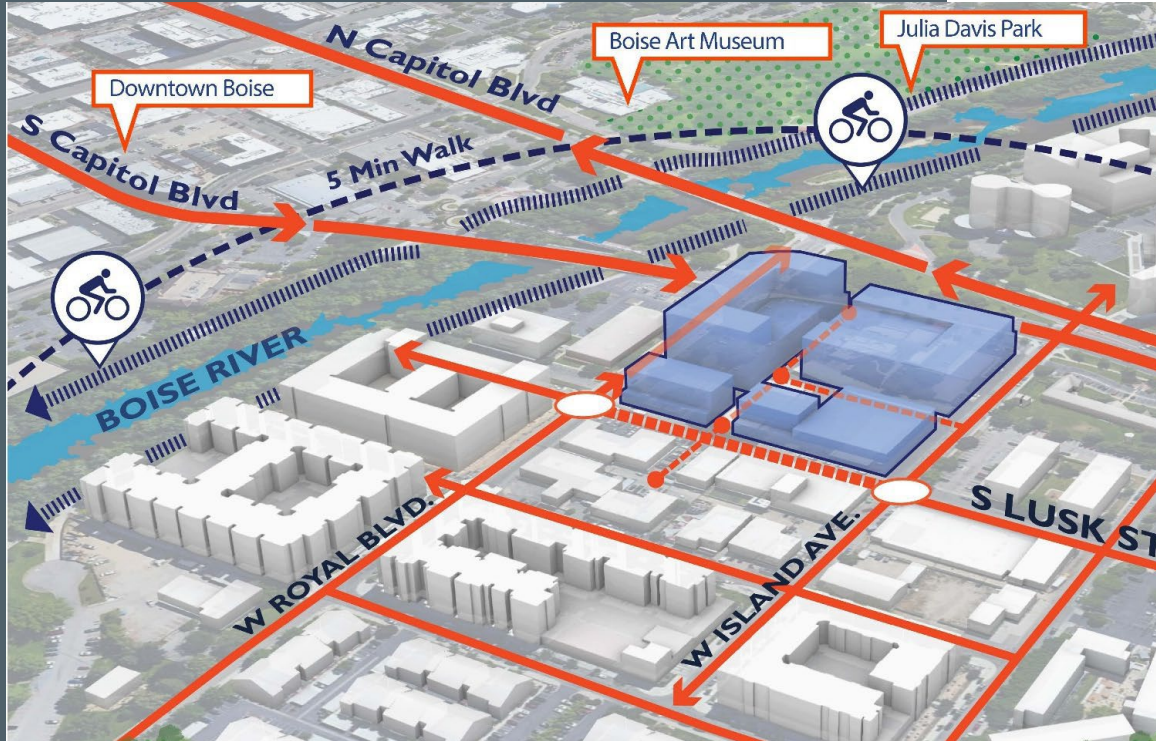 N Capitol Blvd
Boise Art Museum
Julia Davis Park
Downtown Boise
S Capitol Blvd
5 Min Walk
BOISE RIVER
W ROYAL BLVD.
W ISLAND AVE.
S LUSK ST